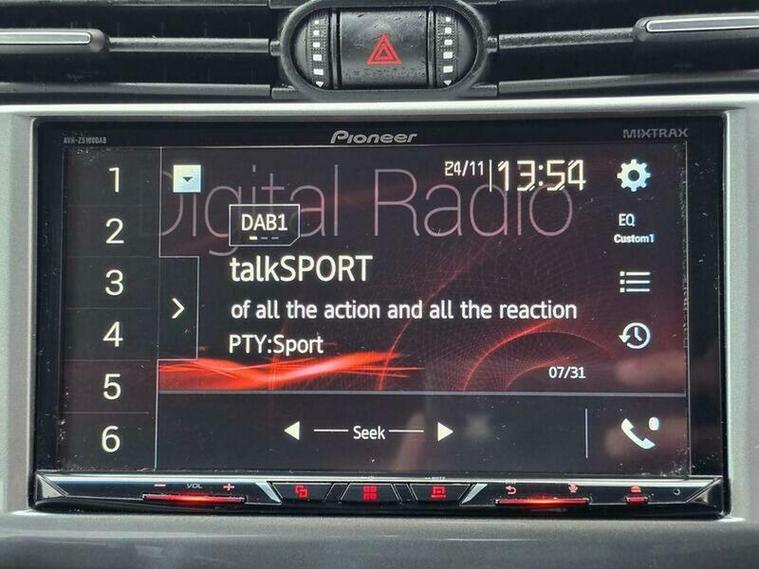 AVH-Z5100DAB
Pioneer
MIXTRAX
1
2
3
4
5
6
Digital Radio
24/11
13:54
DAB1
talkSPORT
of all the action and all the reaction
PTY:Sport
07/31
EQ
Custom1
Seek
VOL